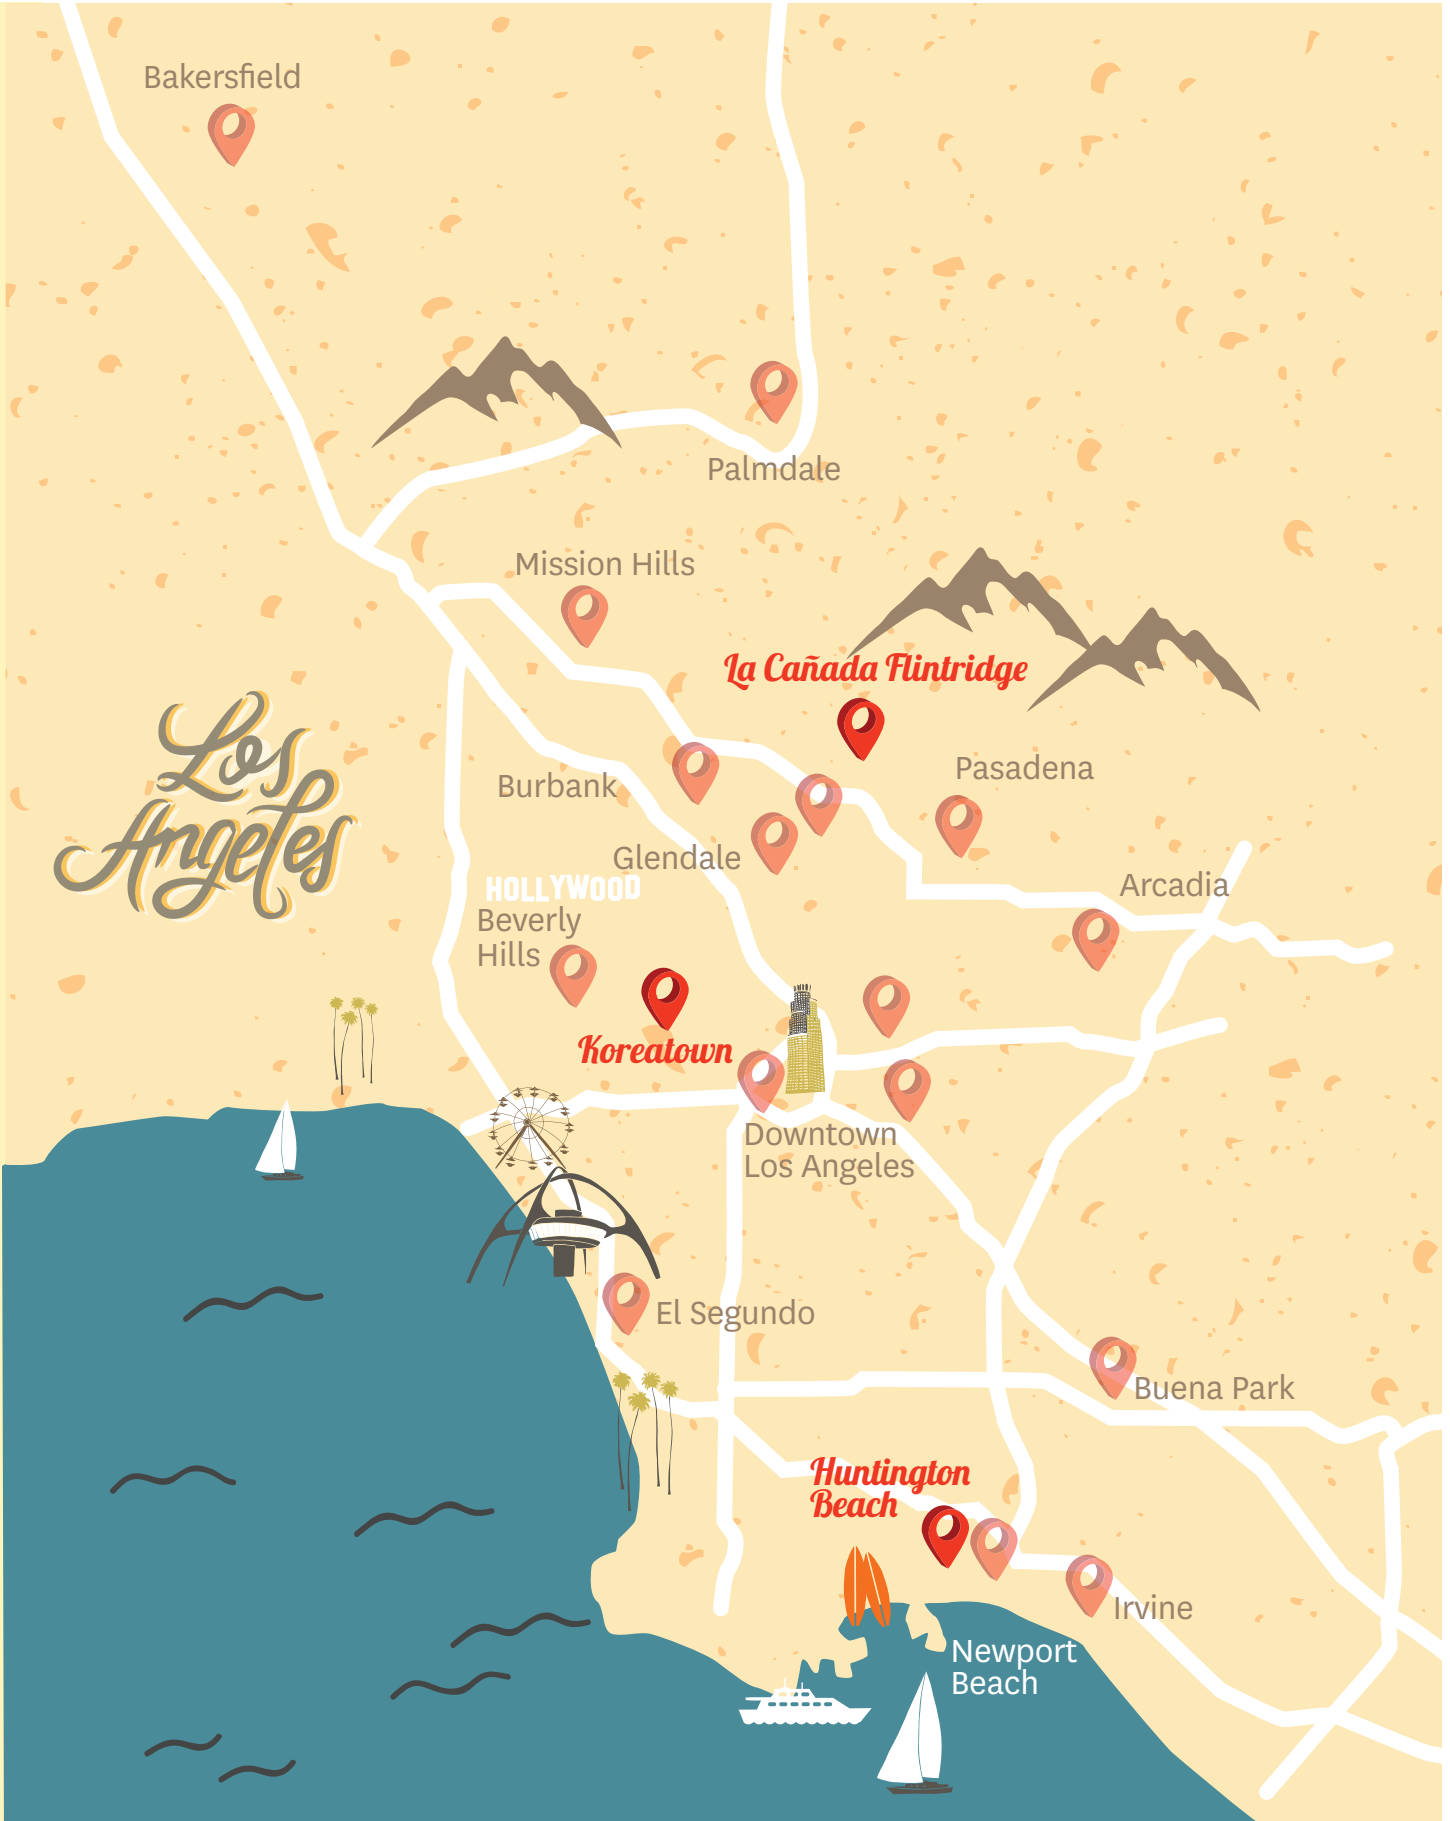 Bakersfield
Palmdale
Mission Hills
La Cañada Flintridge
Los
Angeles
Burbank
Pasadena
Glendale
Arcadia
HOLLYWOOD
Beverly
Hills
Koreatown
Downtown
Los Angeles
El Segundo
Buena Park
Huntington
Beach
Irvine
Newport
Beach